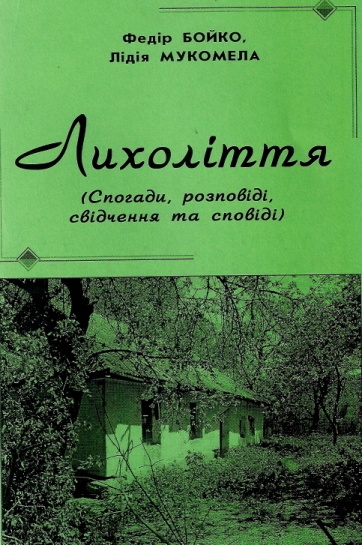 Федір БОЙКО,
Лідія МУКОМЕЛА
Лихоліття
(Спогади, розповіді,
свідчення та сповіді)